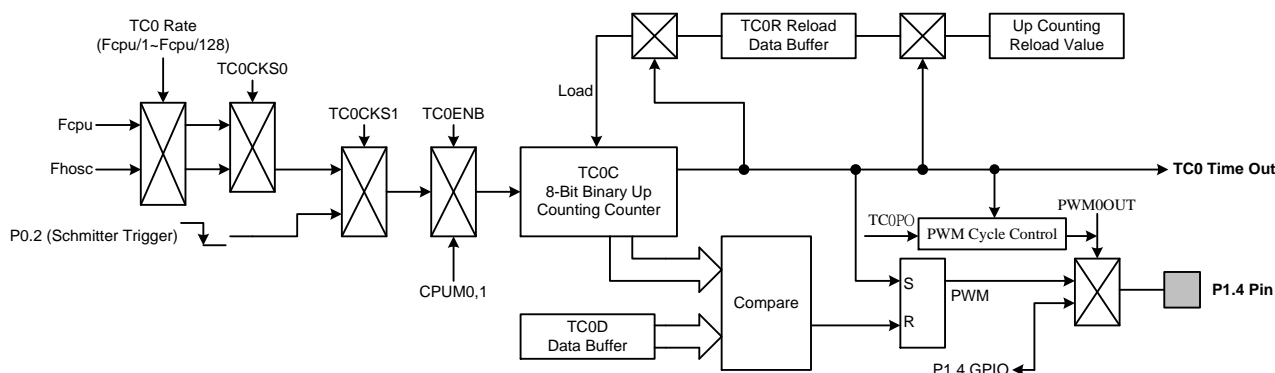 TC0 Rate
(Fcpu/1~Fcpu/128)
TC0CKS0
Fcpu
Fhosc
P0.2 (Schmitter Trigger)
TC0CKS1
TC0ENB
CPUM0,1
Load
TC0R Reload
Data Buffer
Up Counting
Reload Value
TC0C
8-Bit Binary Up
Counting Counter
TC0 Time Out
TC0PO
PWM Cycle Control
PWM0OUT
TC0D
Data Buffer
Compare
S
R
PWM
P1.4 Pin
P1.4 GPIO